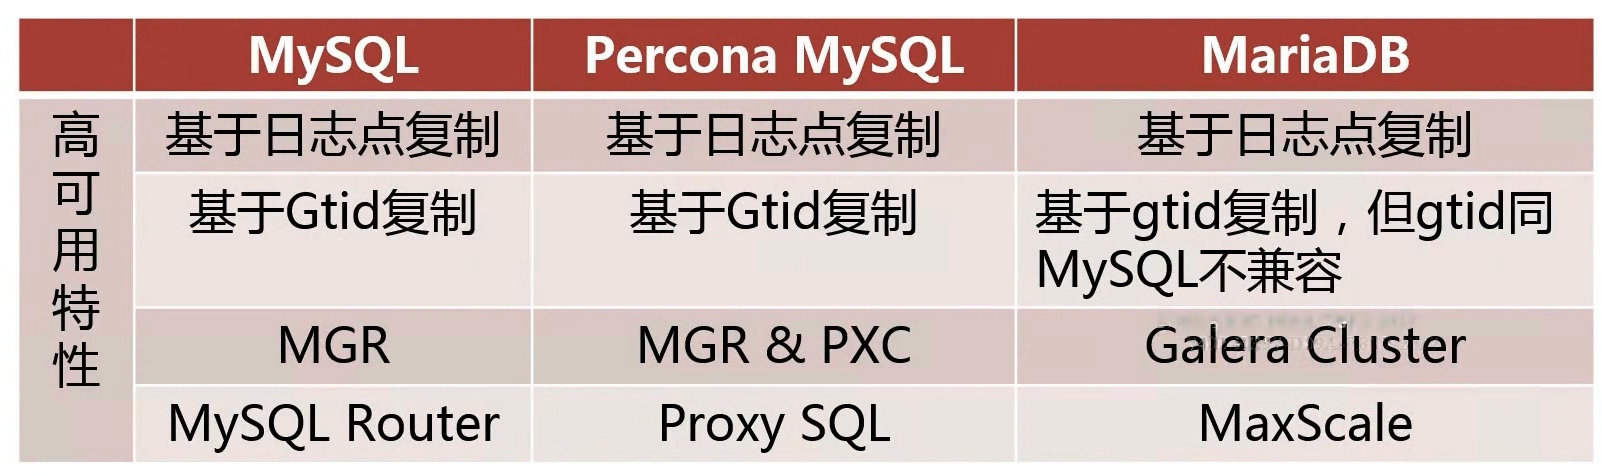 MySQL
Percona MySQL
MariaDB
高可用特性
基于日志点复制
基于日志点复制
基于日志点复制
基于Gtid复制
基于Gtid复制
基于gtid复制，但gtid同
MySQL不兼容
MGR
MGR & PXC
Galera Cluster
MySQL Router
Proxy SQL
MaxScale